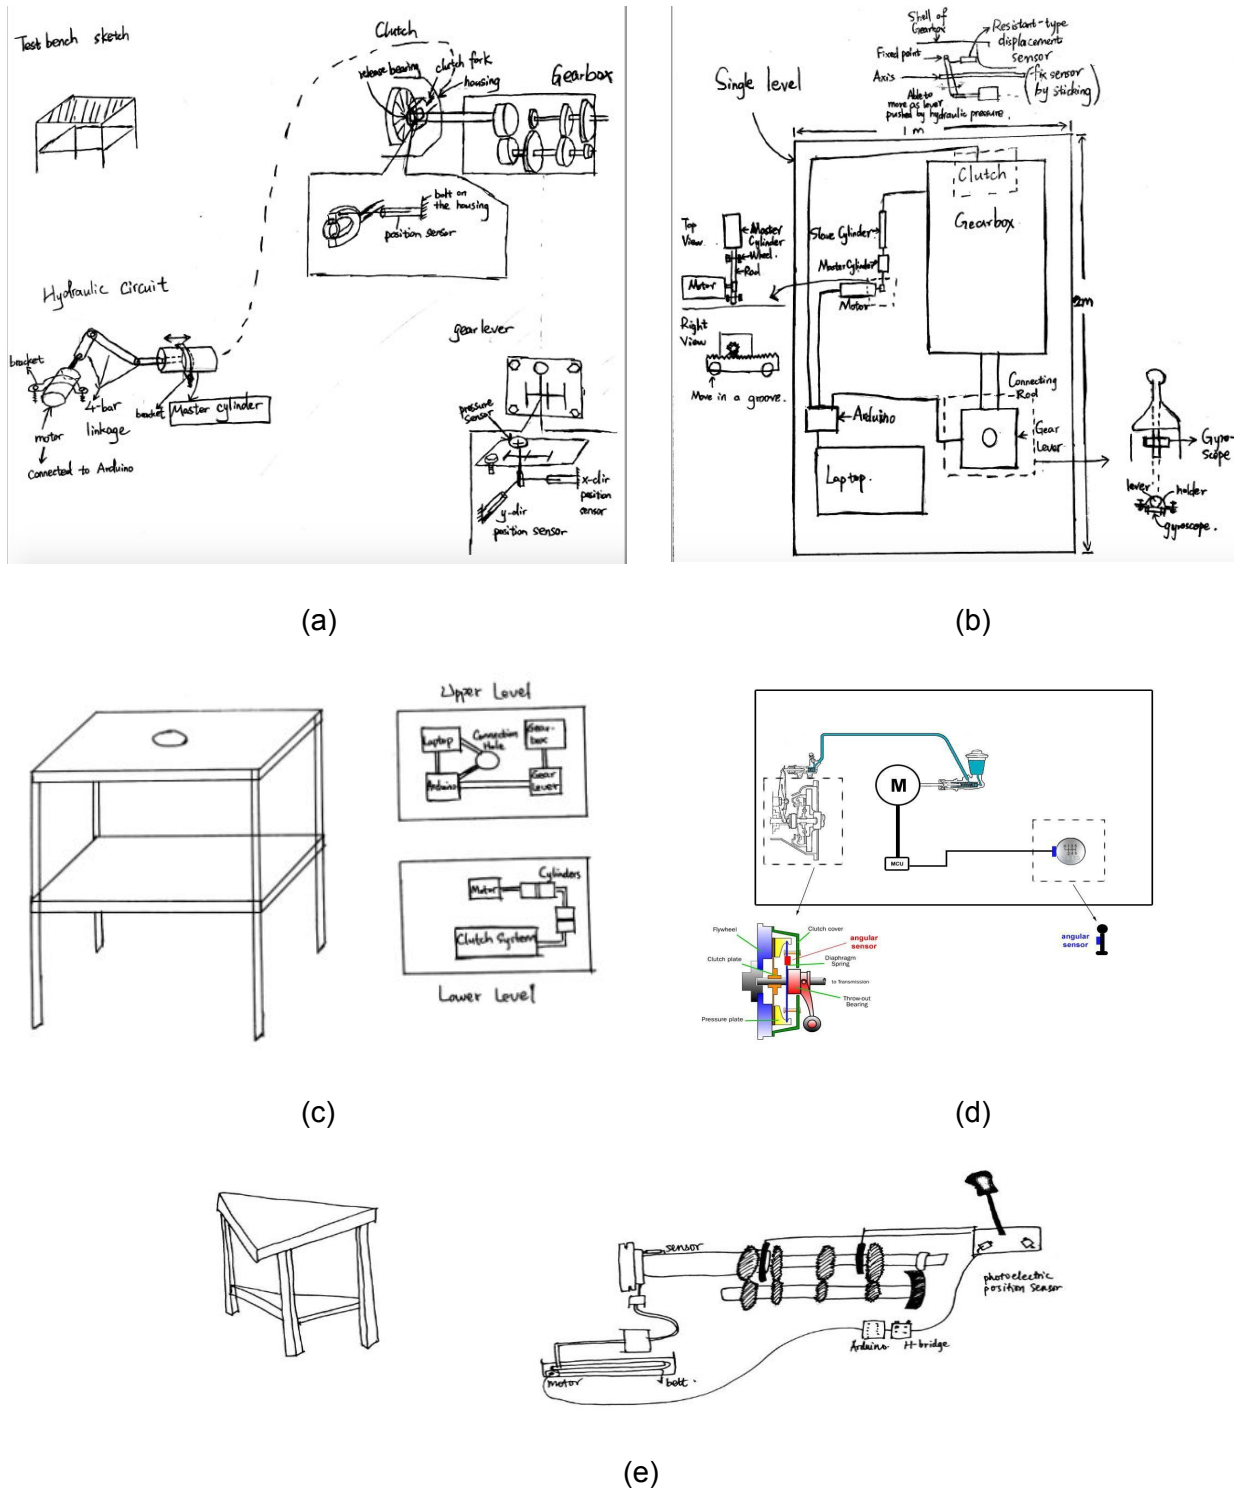 Test bench sketch
Clutch
release bearing
clutch fork
housing
Gearbox
bolt on
the housing
position sensor
Hydraulic Circuit
bracket
4-bar
linkage
bracket
Master cylinder
motor
Connected to Arduino
gear lever
pressure
sensor
x-dir
position
sensor
y-dir
position sensor
(a)
Shell of
Gearbox
Resistant-type
displacement
sensor
Fixed point
Axis
(fix sensor
by sticking)
Able to
move as lever
pushed by hydraulic pressure.
Single level
1 m
2m
Clutch
Gearbox
Slave Cylinder
Master Cylinder
Motor
Top
View
Master
Cylinder
Wheel
Rod
Motor
Right
View
Move in a groove.
Connecting
Rod
Arduino
Gear
Lever
Laptop.
Gyro-
scope
lever
holder
gyroscope.
(b)
Upper Level
Laptop
Connection
Hole
Gear-
box
Arduino
Gear
Lever
Cylinders
Motor
Clutch System
Lower Level
(c)
M
MCU
Flywheel
Clutch cover
angular
sensor
Clutch plate
Diaphragm
Spring
to Transmission
Throw-out
Bearing
Pressure plate
angular
sensor
(d)
sensor
photoelectric
position sensor
Arduino
H-bridge
motor
belt.
(e)